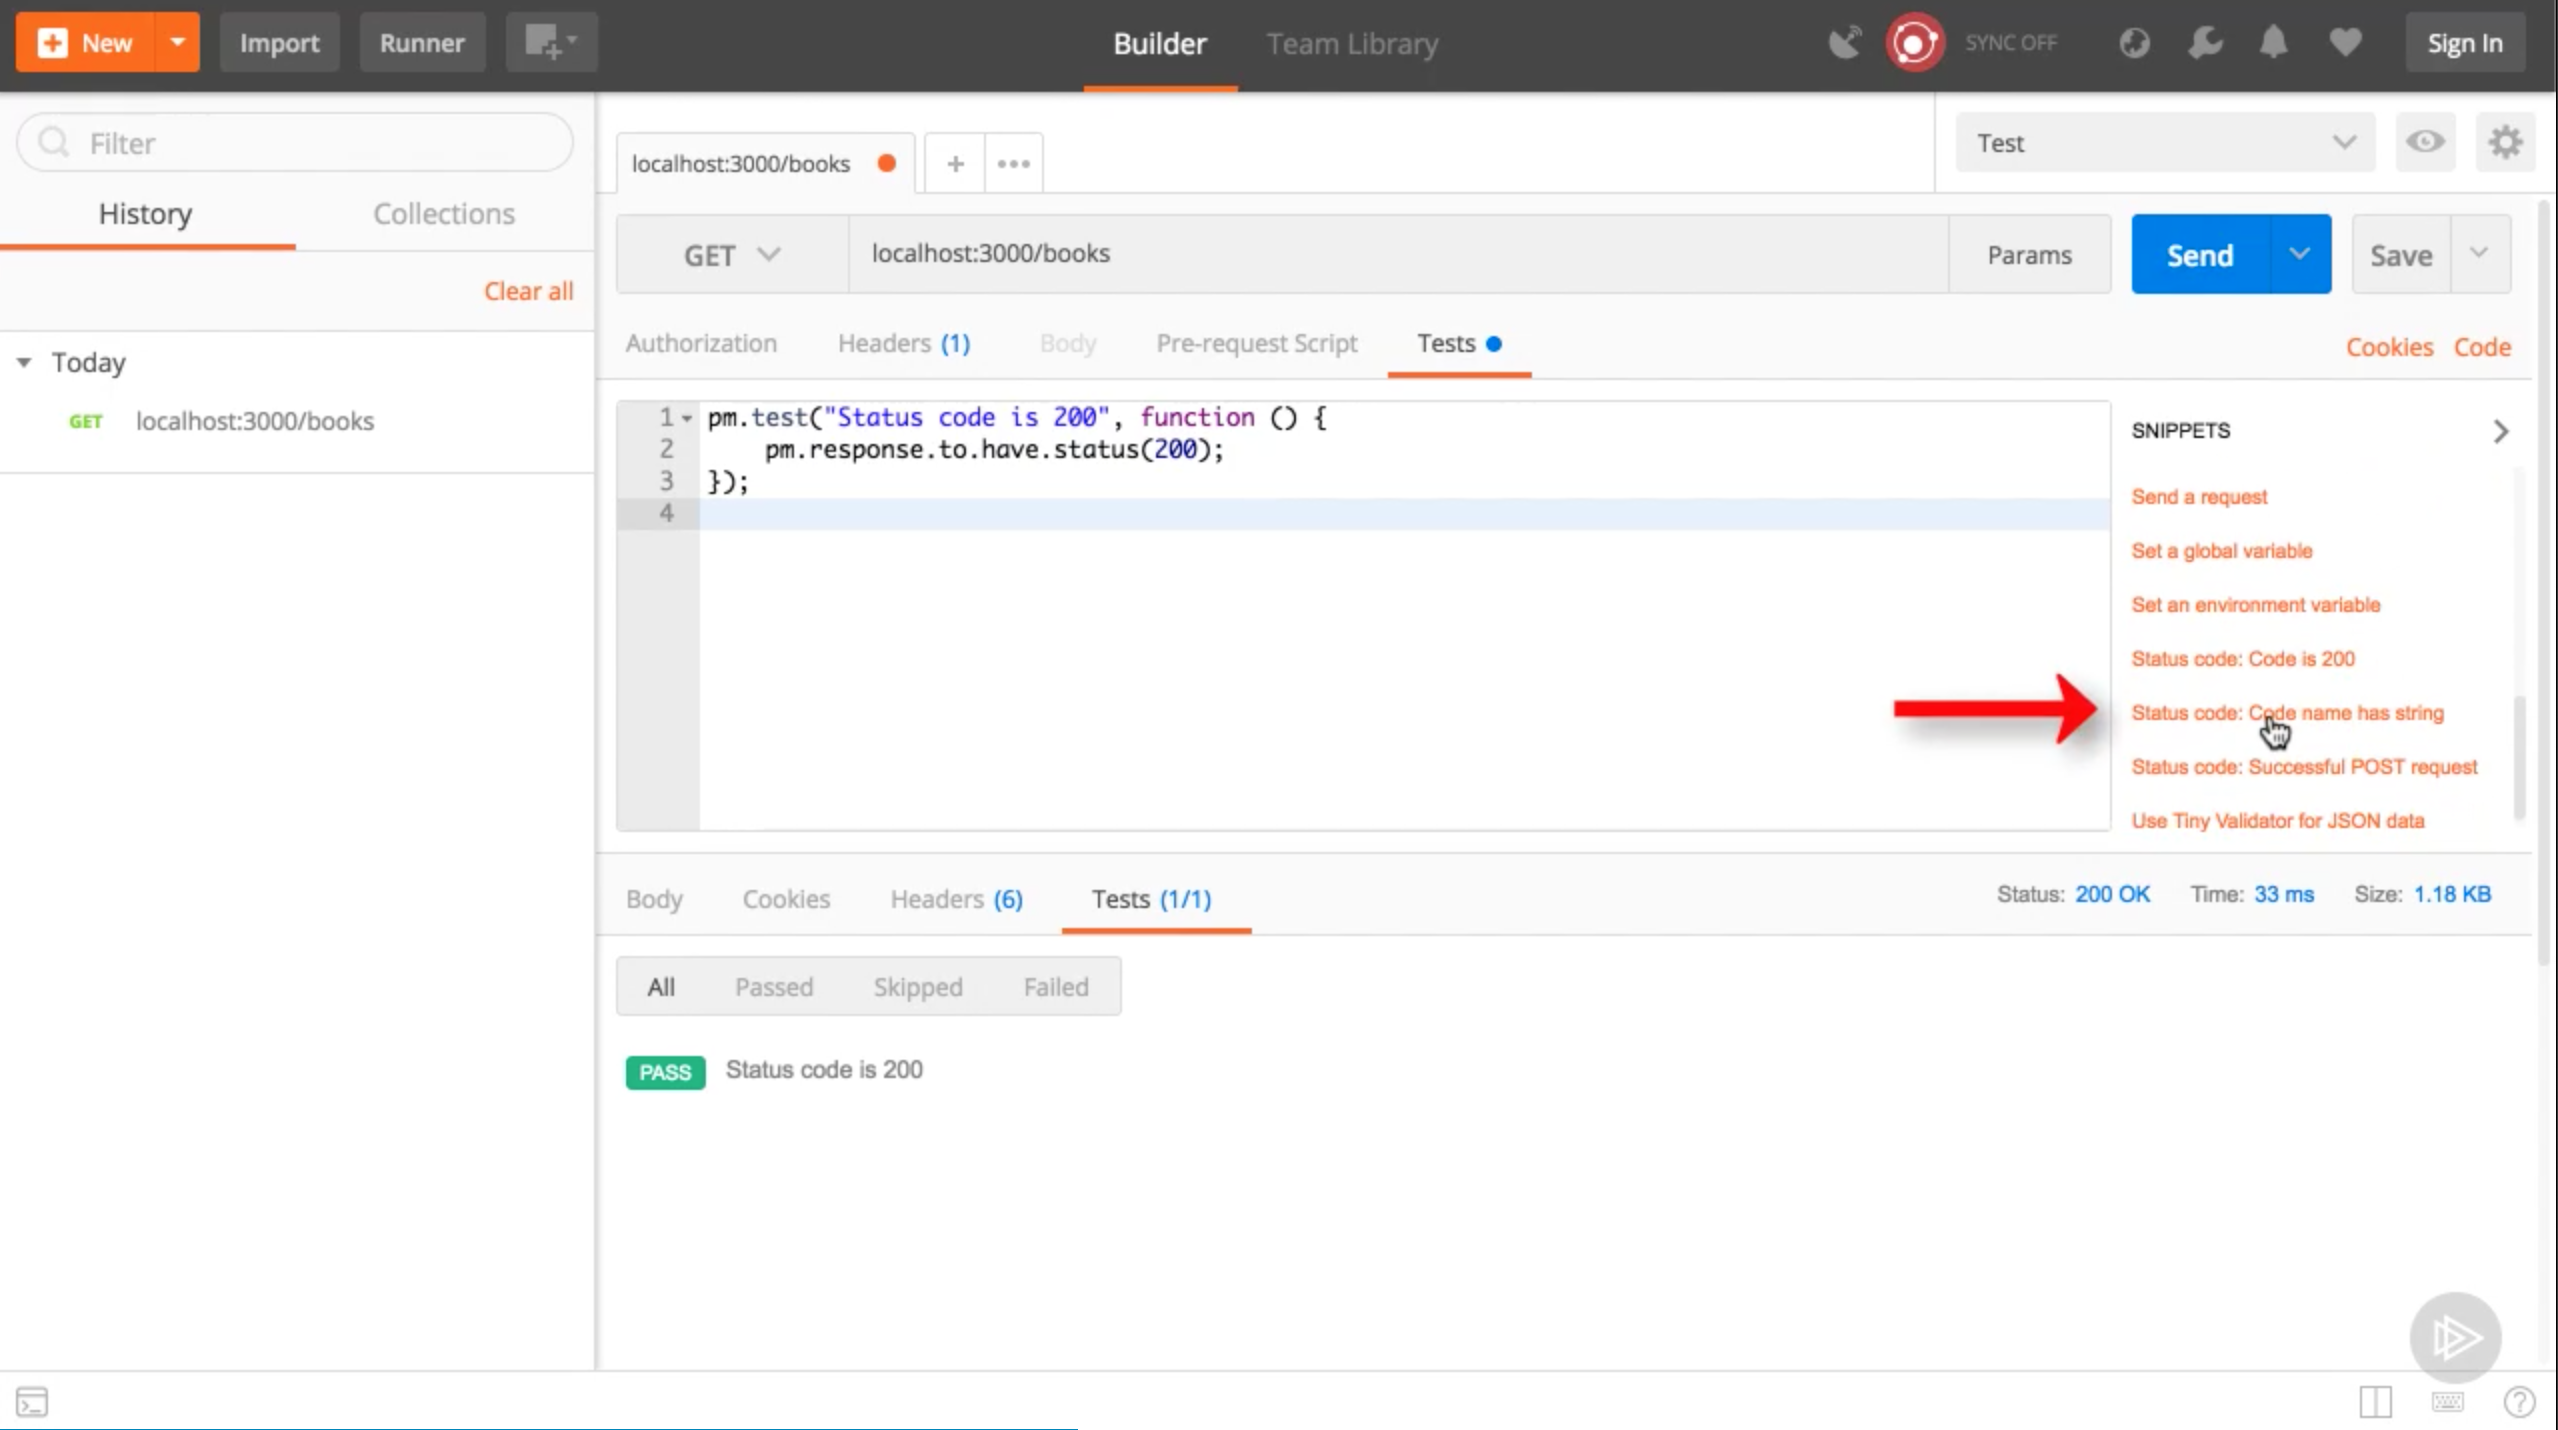 New
Import
Runner
Builder
Team Library
SYNC OFF
Sign In
Filter
History
Collections
Clear all
Today
GET localhost:3000/books
localhost:3000/books
Test
GET
localhost:3000/books
Params
Send
Save
Authorization
Headers (1)
Body
Pre-request Script
Tests
Cookies
Code
1 pm.test("Status code is 200", function () {
2 pm.response.to.have.status(200);
3 });
4
SNIPPETS
Send a request
Set a global variable
Set an environment variable
Status code: Code is 200
Status code: Code name has string
Status code: Successful POST request
Use Tiny Validator for JSON data
Body
Cookies
Headers (6)
Tests (1/1)
Status: 200 OK
Time: 33 ms
Size: 1.18 KB
All
Passed
Skipped
Failed
PASS Status code is 200